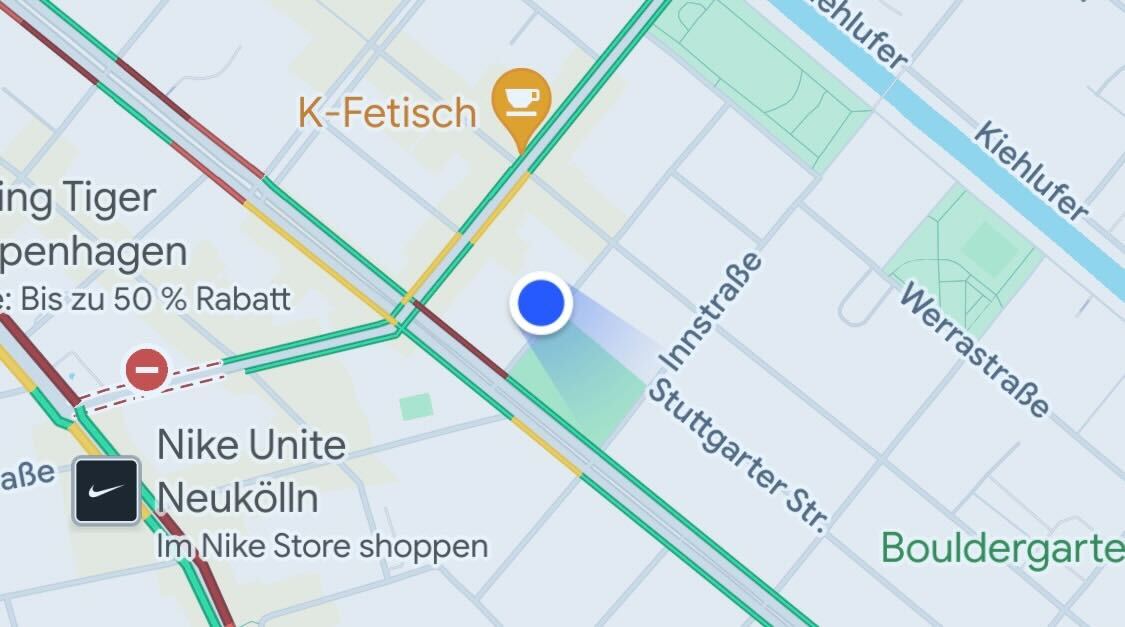 iehlufer
K-Fetisch
Kiehlufer
ing Tiger
penhagen
e: Bis zu 50 % Rabatt
Innstraße
Werrastraße
Stuttgarter Str.
Nike Unite
Neukölln
Im Nike Store shoppen
aße
Bouldergarte